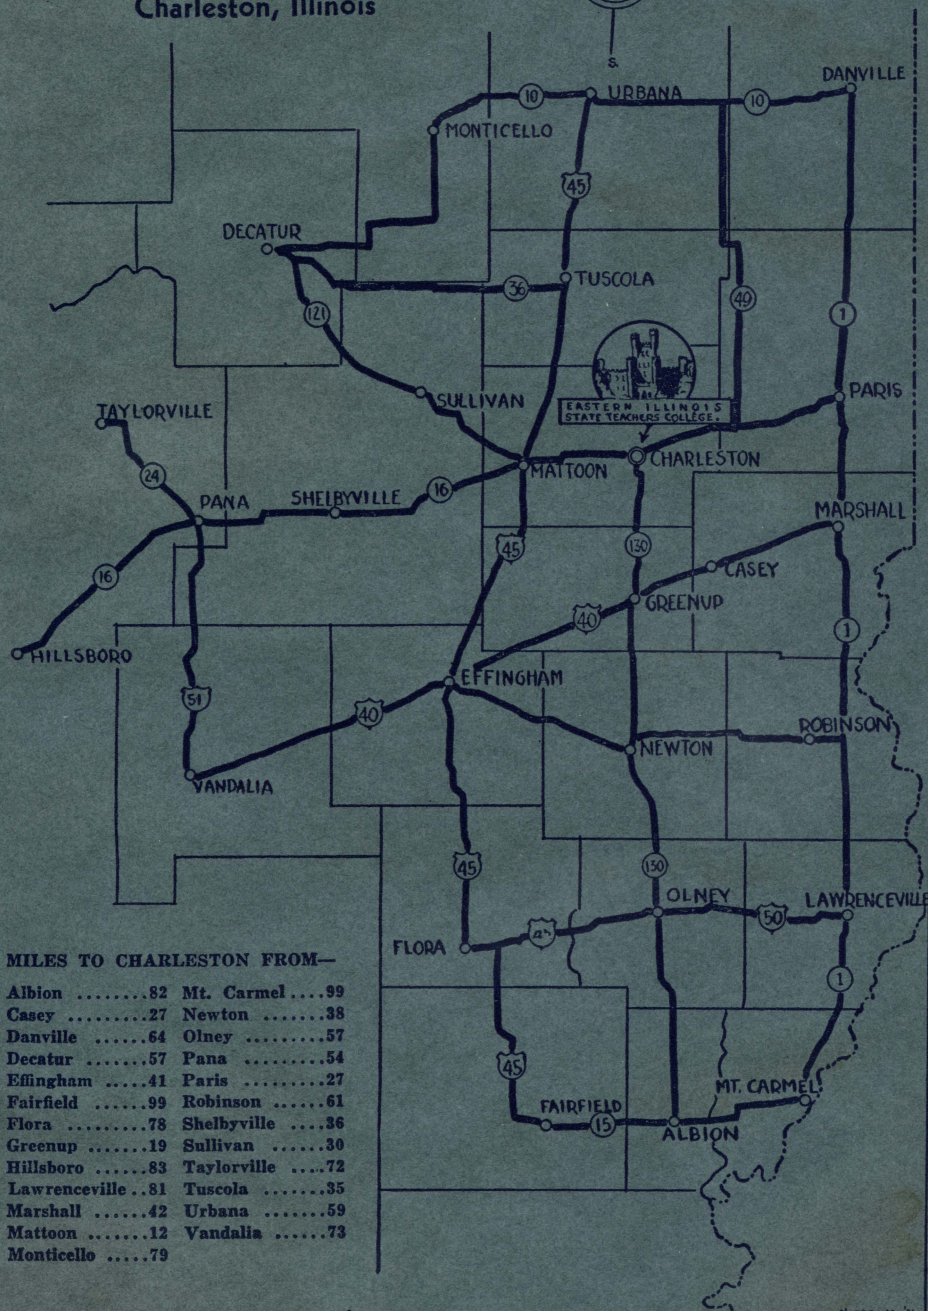 Charleston, Illinois
S.
DANVILLE
10
URBANA
10
MONTICELLO
45
DECATUR
TUSCOLA
36
49
121
1
PARIS
SULLIVAN
EASTERN ILLINOIS
STATE TEACHERS COLLEGE.
TAYLORVILLE
MATTOON
CHARLESTON
24
PANA
SHELBYVILLE
16
MARSHALL
45
130
CASEY
16
GREENUP
40
1
HILLSBORO
EFFINGHAM
51
40
ROBINSON
NEWTON
VANDALIA
45
130
OLNEY
LAWRENCEVILLE
50
FLORA
45
1
45
MT. CARMEL
FAIRFIELD
15
ALBION
MILES TO CHARLESTON FROM—
Albion ........82 Mt. Carmel ....99
Casey .........27 Newton .......38
Danville ......64 Olney .........57
Decatur .......57 Pana ..........54
Effingham .....41 Paris .........27
Fairfield ......99 Robinson ......61
Flora .........78 Shelbyville ....36
Greenup .......19 Sullivan .......30
Hillsboro ......83 Taylorville ....72
Lawrenceville ..81 Tuscola .......35
Marshall ......42 Urbana .......59
Mattoon .......12 Vandalia ......73
Monticello .....79